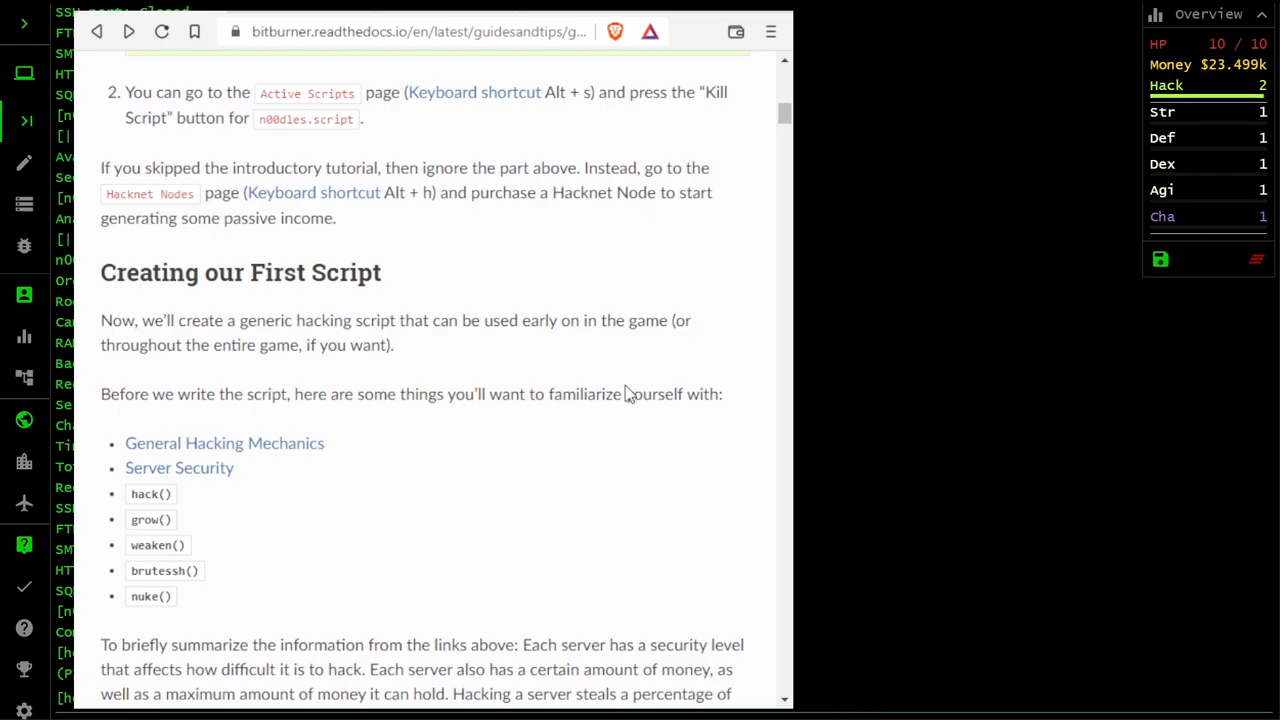 SSH port: Closed
bitburner.readthedocs.io/en/latest/guidesandtips/g...
2. You can go to the Active Scripts page (Keyboard shortcut Alt + s) and press the “Kill
Script” button for n00dles.script.
If you skipped the introductory tutorial, then ignore the part above. Instead, go to the
Hacknet Nodes page (Keyboard shortcut Alt + h) and purchase a Hacknet Node to start
generating some passive income.
Creating our First Script
Now, we’ll create a generic hacking script that can be used early on in the game (or
throughout the entire game, if you want).
Before we write the script, here are some things you’ll want to familiarize yourself with:
• General Hacking Mechanics
• Server Security
• hack()
• grow()
• weaken()
• brutessh()
• nuke()
To briefly summarize the information from the links above: Each server has a security level
that affects how difficult it is to hack. Each server also has a certain amount of money, as
well as a maximum amount of money it can hold. Hacking a server steals a percentage of
Overview
HP 10 / 10
Money $23.499k
Hack 2
Str 1
Def 1
Dex 1
Agi 1
Cha 1